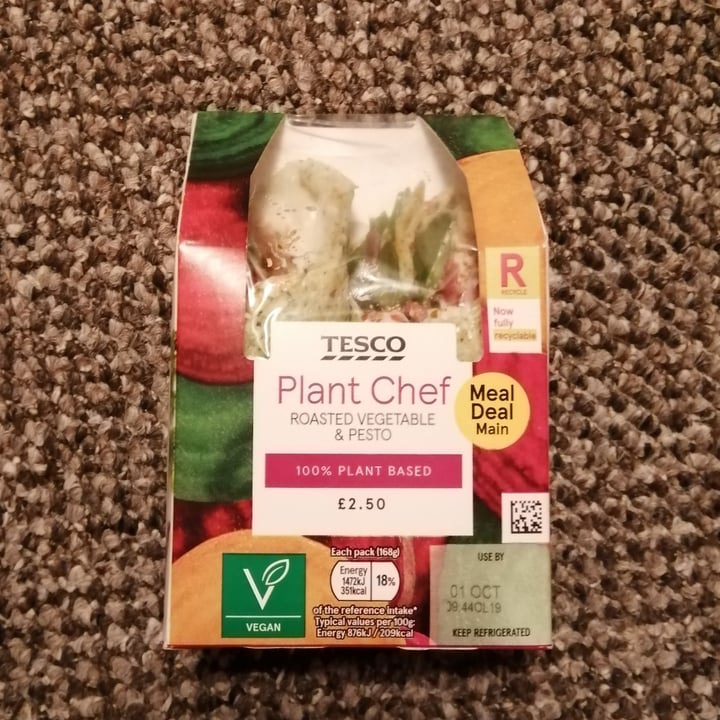 R
RECYCLE
Now
fully
recyclable
TESCO
Plant Chef
ROASTED VEGETABLE
& PESTO
100% PLANT BASED
£2.50
Meal
Deal
Main
Each pack (168g)
Energy
1472kJ
351kcal
18%
of the reference intake*
Typical values per 100g:
Energy 876kJ / 209kcal
V
VEGAN
USE BY
01 OCT
09:44OL19
KEEP REFRIGERATED